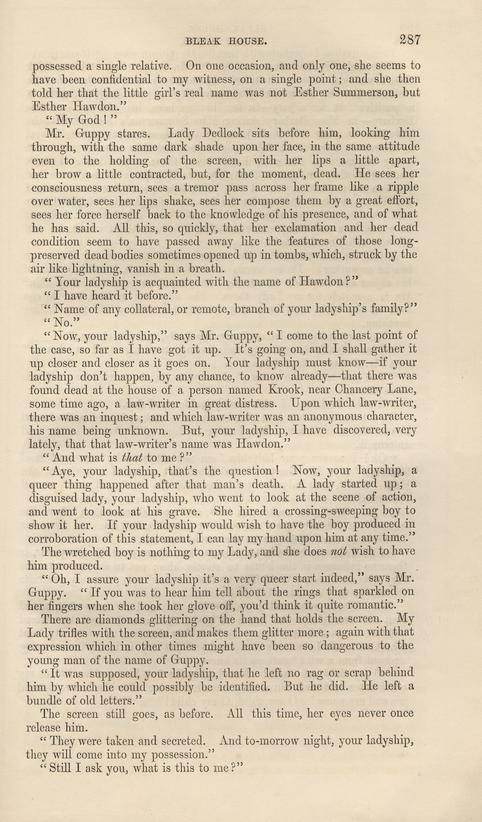 BLEAK HOUSE. 287
possessed a single relative. On one occasion, and only one, she seems to
have been confidential to my witness, on a single point; and she then
told her that the little girl's real name was not Esther Summerson, but
Esther Hawdon."
"My God!"
Mr. Guppy stares. Lady Dedlock sits before him, looking him
through, with the same dark shade upon her face, in the same attitude
even to the holding of the screen, with her lips a little apart,
her brow a little contracted, but, for the moment, dead. He sees her
consciousness return, sees a tremor pass across her frame like a ripple
over water, sees her lips shake, sees her compose them by a great effort,
sees her force herself back to the knowledge of his presence, and of what
he has said. All this, so quickly, that her exclamation and her dead
condition seem to have passed away like the features of those long-
preserved dead bodies sometimes opened up in tombs, which, struck by the
air like lightning, vanish in a breath.
"Your ladyship is acquainted with the name of Hawdon?"
"I have heard it before."
"Name of any collateral, or remote, branch of your ladyship's family?"
"No."
"Now, your ladyship," says Mr. Guppy, "I come to the last point of
the case, so far as I have got it up. It's going on, and I shall gather it
up closer and closer as it goes on. Your ladyship must know—if your
ladyship don't happen, by any chance, to know already—that there was
found dead at the house of a person named Krook, near Chancery Lane,
some time ago, a law-writer in great distress. Upon which law-writer,
there was an inquest; and which law-writer was an anonymous character,
his name being unknown. But, your ladyship, I have discovered, very
lately, that that law-writer's name was Hawdon."
"And what is that to me?"
"Aye, your ladyship, that's the question! Now, your ladyship, a
queer thing happened after that man's death. A lady started up; a
disguised lady, your ladyship, who went to look at the scene of action,
and went to look at his grave. She hired a crossing-sweeping boy to
show it her. If your ladyship would wish to have the boy produced in
corroboration of this statement, I can lay my hand upon him at any time."
The wretched boy is nothing to my Lady, and she does not wish to have
him produced.
"Oh, I assure your ladyship it's a very queer start indeed," says Mr.
Guppy. "If you was to hear him tell about the rings that sparkled on
her fingers when she took her glove off, you'd think it quite romantic."
There are diamonds glittering on the hand that holds the screen. My
Lady trifles with the screen, and makes them glitter more; again with that
expression which in other times might have been so dangerous to the
young man of the name of Guppy.
"It was supposed, your ladyship, that he left no rag or scrap behind
him by which he could possibly be identified. But he did. He left a
bundle of old letters."
The screen still goes, as before. All this time, her eyes never once
release him.
"They were taken and secreted. And to-morrow night, your ladyship,
they will come into my possession."
"Still I ask you, what is this to me?"